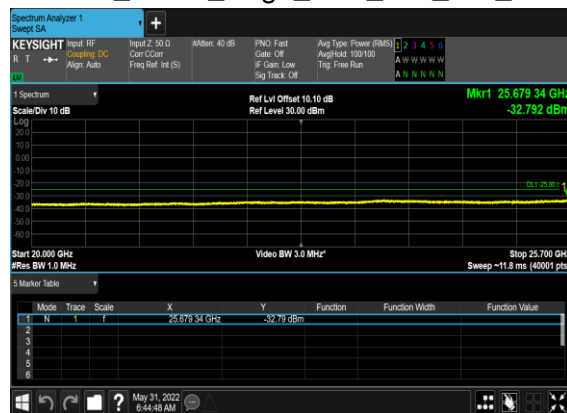 Spectrum Analyzer 1
Swept SA
+
KEYSIGHT Input: RF Input Z: 50 Ω #Atten: 40 dB PNO: Fast Avg Type: Power (RMS) 1 2 3 4 5 6
R T Coupling: DC Corr CCorr Gate: Off Avg|Hold: 100/100 A W W W W W
Align: Auto Freq Ref: Int (S) IF Gain: Low Trig: Free Run
Sig Track: Off A N N N N N
1 Spectrum Ref Lvl Offset 10.10 dB Mkr1 25.679 34 GHz
Scale/Div 10 dB Ref Level 30.00 dBm -32.792 dBm
Log
20.0
10.0
0.00
-10.0
-20.0
-30.0
-40.0
-50.0
-60.0
1
Start 20.000 GHz Video BW 3.0 MHz* Stop 25.700 GHz
#Res BW 1.0 MHz Sweep ~11.8 ms (40001 pts)
5 Marker Table
Mode Trace Scale X Y Function Function Width Function Value
1 N 1 f 25.679 34 GHz -32.79 dBm
2
3
4
5
6
? May 31, 2022
6:44:48 AM